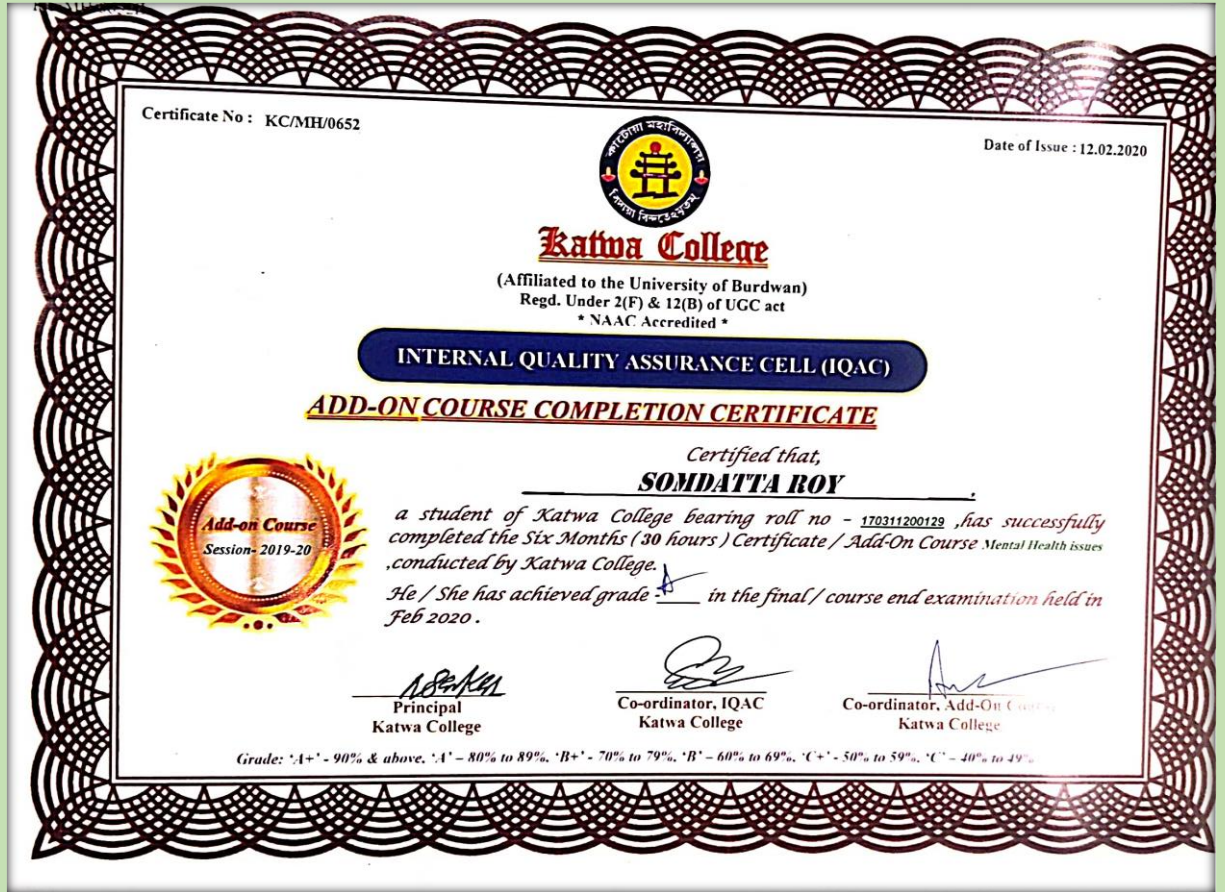 Certificate No : KC/MH/0652
Date of Issue : 12.02.2020
কাটোয়া মহাবিদ্যালয়
Katwa College
(Affiliated to the University of Burdwan)
Regd. Under 2(F) & 12(B) of UGC act
* NAAC Accredited *
INTERNAL QUALITY ASSURANCE CELL (IQAC)
ADD-ON COURSE COMPLETION CERTIFICATE
Certified that,
SOMDATTA ROY.
Add-on Course
Session- 2019-20
a student of Katwa College bearing roll no - 170311200129 ,has successfully
completed the Six Months ( 30 hours ) Certificate / Add-On Course Mental Health issues
,conducted by Katwa College.
He / She has achieved grade - A in the final / course end examination held in
Feb 2020 .
Principal
Katwa College
Co-ordinator, IQAC
Katwa College
Co-ordinator, Add-On
Katwa College
Grade: 'A+' - 90% & above, 'A' – 80% to 89%, 'B+' - 70% to 79%, 'B' – 60% to 69%, 'C+' - 50% to 59%, 'C' – 40% to 49%